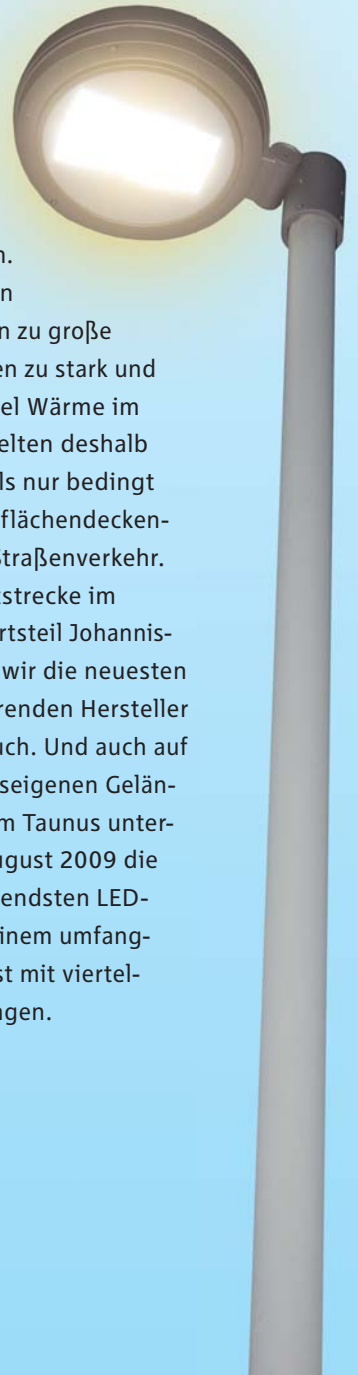 n.
n
n zu große
en zu stark und
el Wärme im
elten deshalb
ls nur bedingt
flächendecken-
Straßenverkehr.
tstrecke im
rtsteil Johannis-
wir die neuesten
renden Hersteller
uch. Und auch auf
seigenen Gelän-
m Taunus unter-
ugust 2009 die
endsten LED-
inem umfang-
st mit viertel-
ngen.